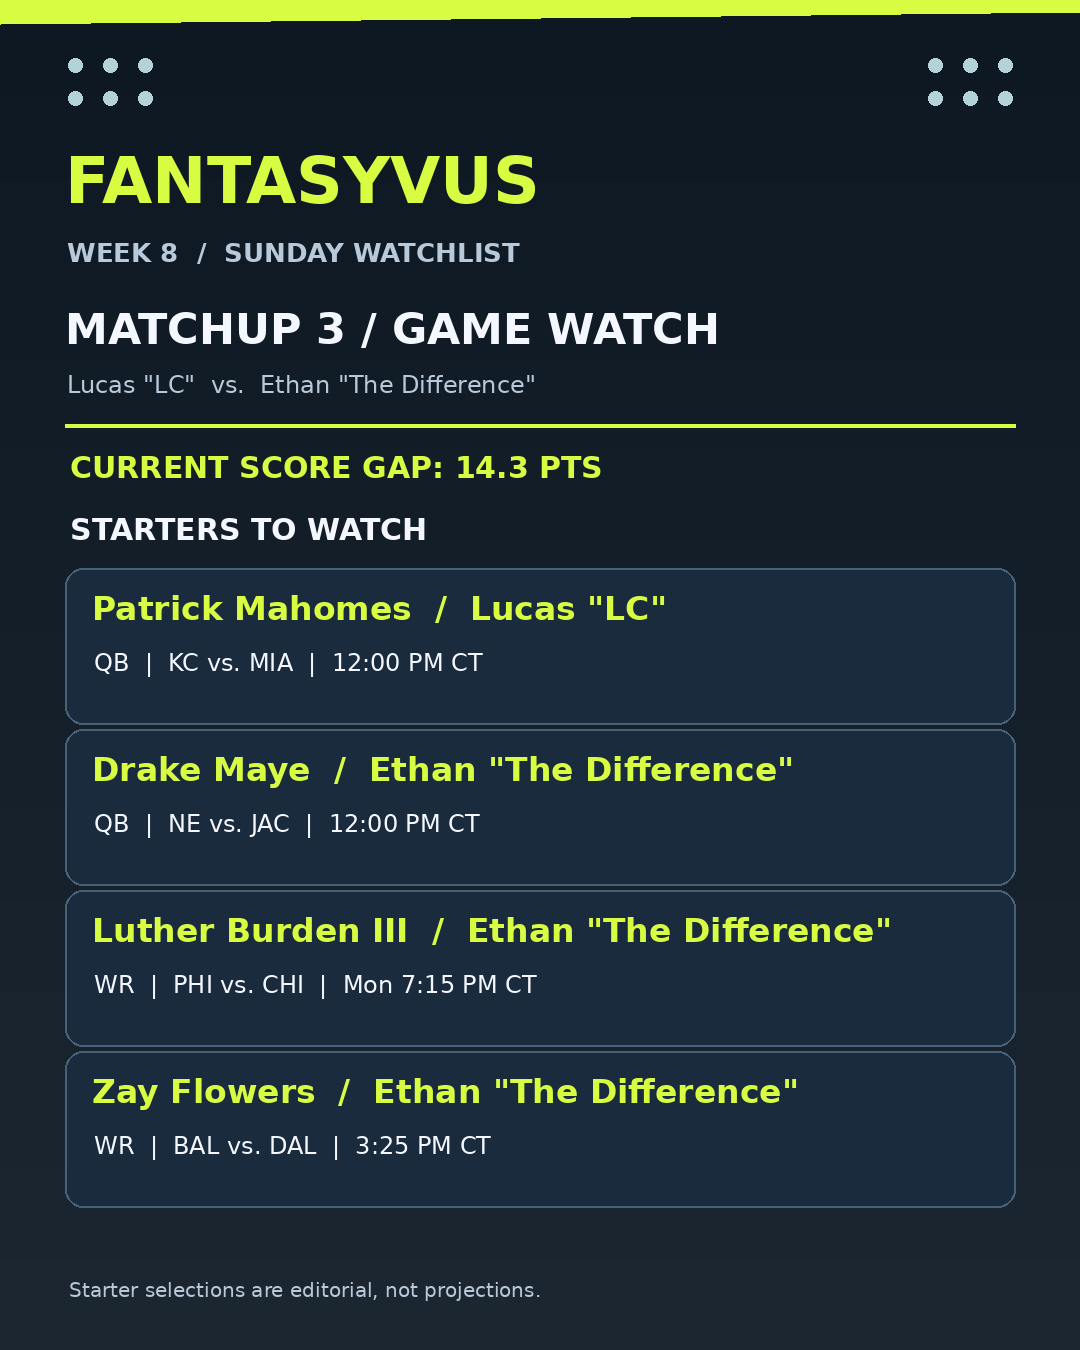 FANTASYVUS
WEEK 8 / SUNDAY WATCHLIST
MATCHUP 3 / GAME WATCH
Lucas "LC" vs. Ethan "The Difference"
CURRENT SCORE GAP: 14.3 PTS
STARTERS TO WATCH
Patrick Mahomes / Lucas "LC"
QB | KC vs. MIA | 12:00 PM CT
Drake Maye / Ethan "The Difference"
QB | NE vs. JAC | 12:00 PM CT
Luther Burden III / Ethan "The Difference"
WR | PHI vs. CHI | Mon 7:15 PM CT
Zay Flowers / Ethan "The Difference"
WR | BAL vs. DAL | 3:25 PM CT
Starter selections are editorial, not projections.